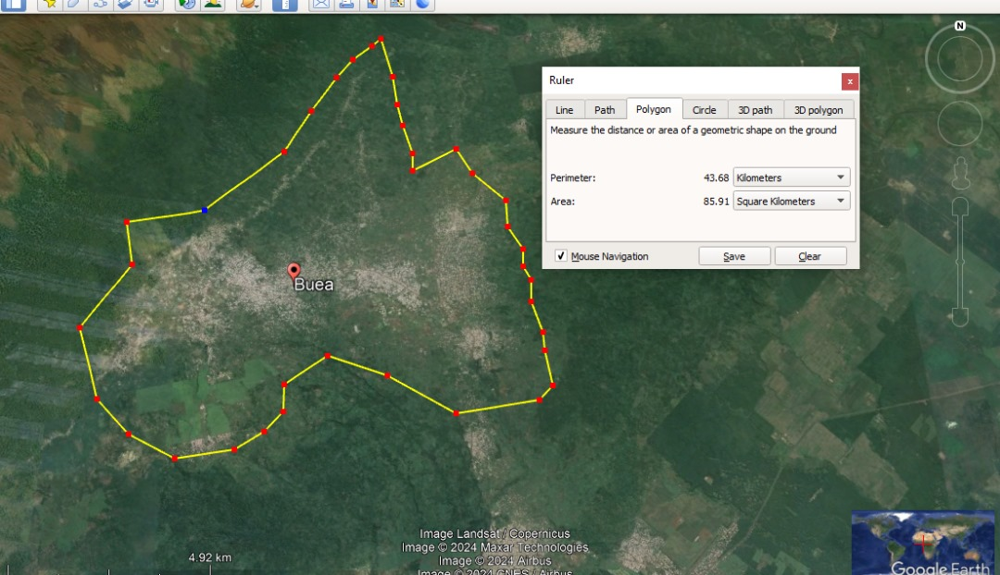 N
Ruler
x
Line Path Polygon Circle 3D path 3D polygon
Measure the distance or area of a geometric shape on the ground
Perimeter: 43.68 Kilometers
Area: 85.91 Square Kilometers
Mouse Navigation Save Clear
Buea
Image Landsat / Copernicus
Image © 2024 Maxar Technologies
4.92 km
Image © 2024 Airbus
Image © 2024 CNES / Airbus
Google Earth